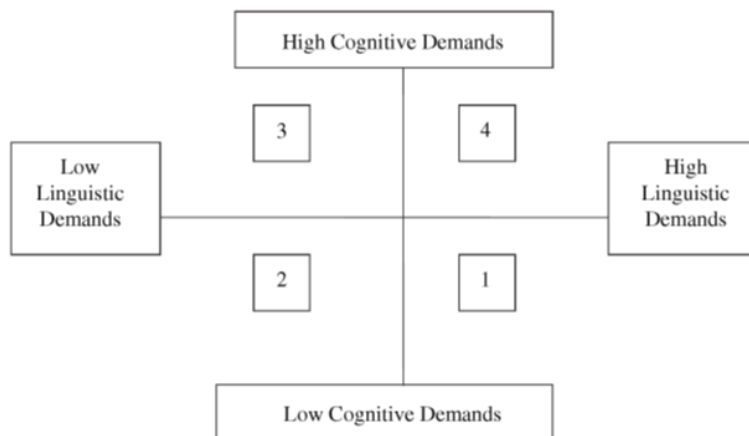 High Cognitive Demands
3
4
Low
Linguistic
Demands
High
Linguistic
Demands
2
1
Low Cognitive Demands